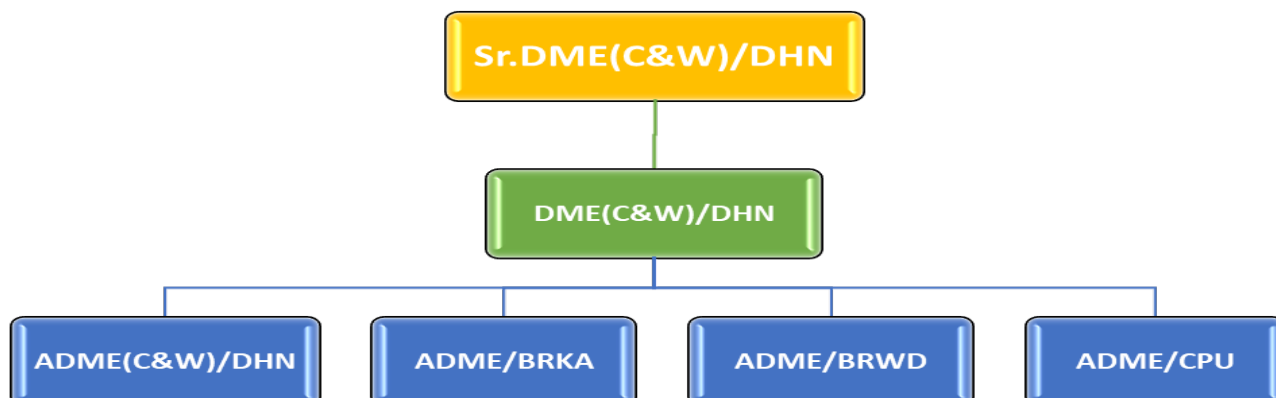 Sr.DME(C&W)/DHN
DME(C&W)/DHN
ADME(C&W)/DHN
ADME/BRKA
ADME/BRWD
ADME/CPU